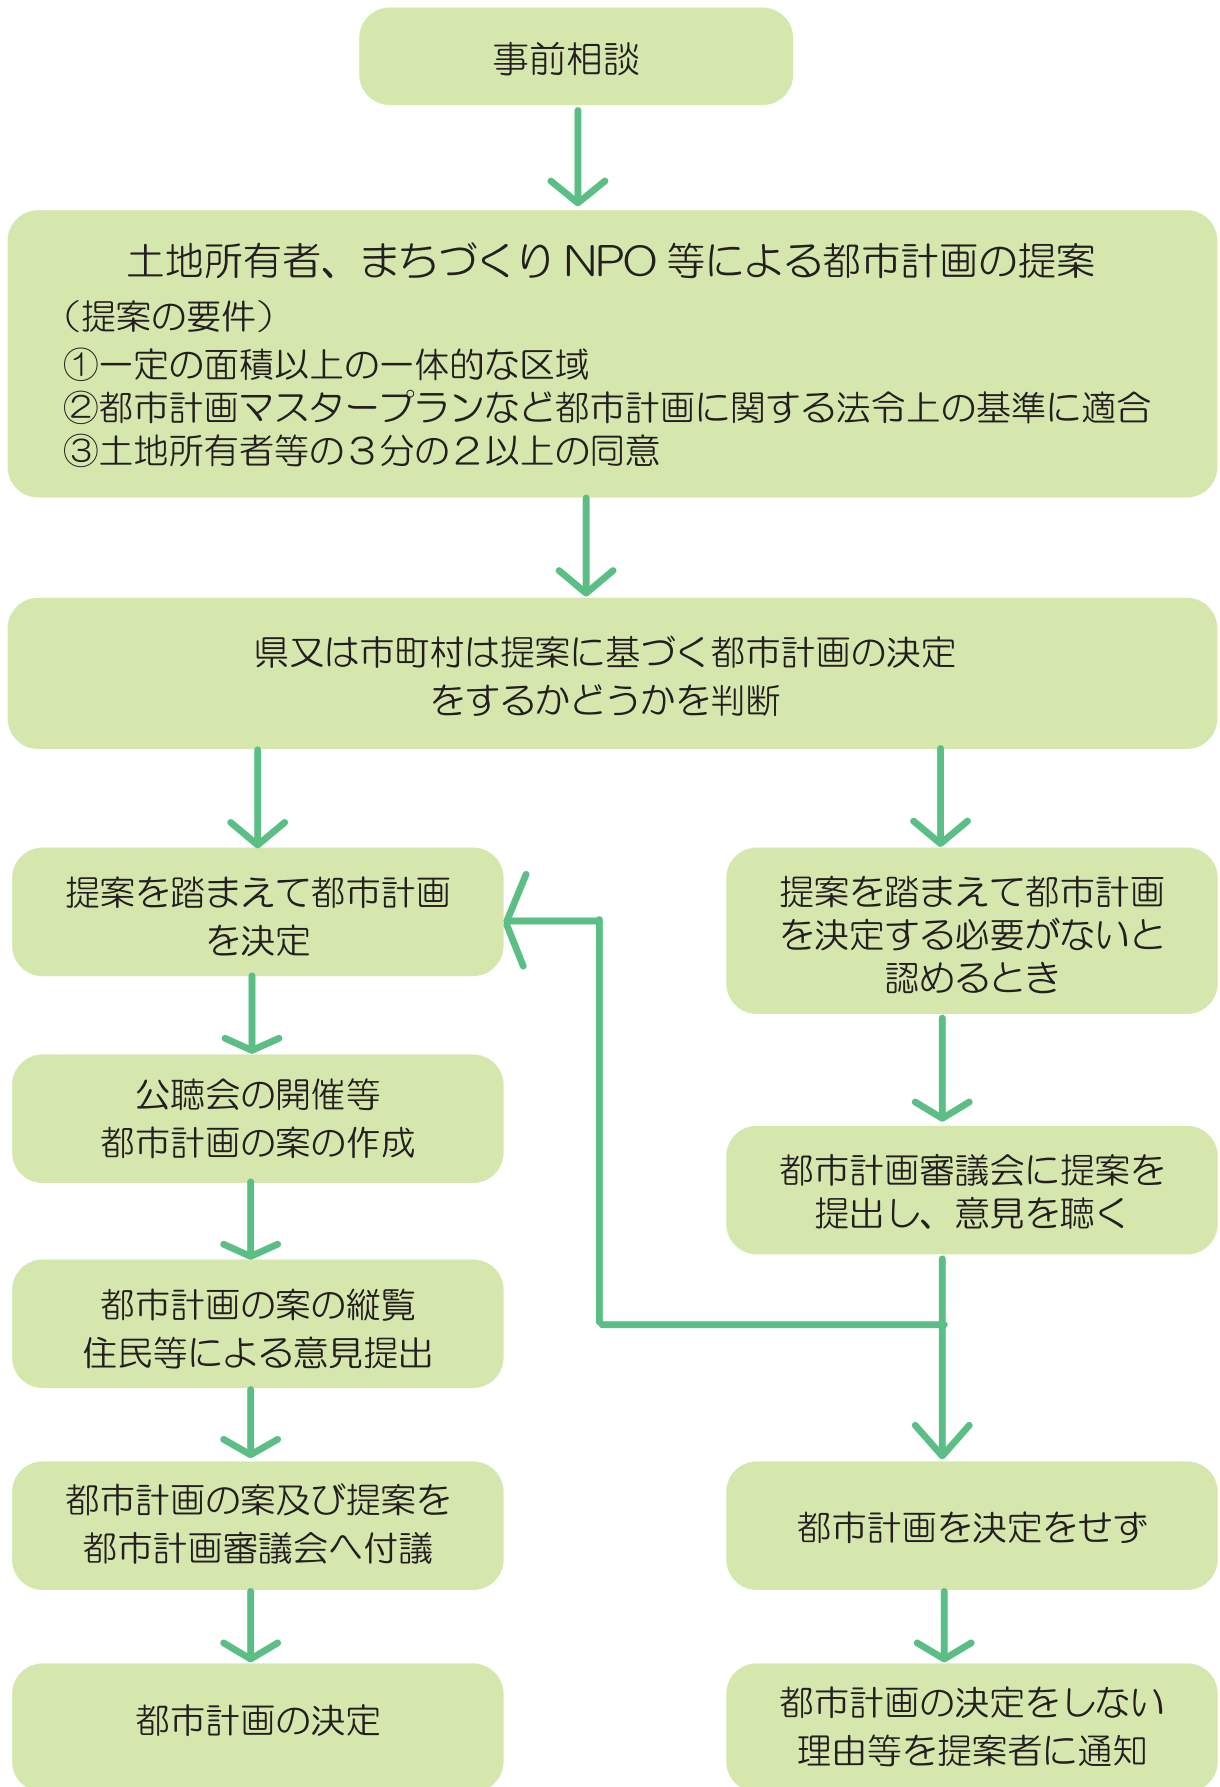 事前相談
土地所有者、まちづくり NPO 等による都市計画の提案
（提案の要件）
①一定の面積以上の一体的な区域
②都市計画マスタープランなど都市計画に関する法令上の基準に適合
③土地所有者等の３分の２以上の同意
県又は市町村は提案に基づく都市計画の決定
をするかどうかを判断
提案を踏まえて都市計画
を決定
公聴会の開催等
都市計画の案の作成
都市計画の案の縦覧
住民等による意見提出
都市計画の案及び提案を
都市計画審議会へ付議
都市計画の決定
提案を踏まえて都市計画
を決定する必要がないと
認めるとき
都市計画審議会に提案を
提出し、意見を聴く
都市計画を決定をせず
都市計画の決定をしない
理由等を提案者に通知